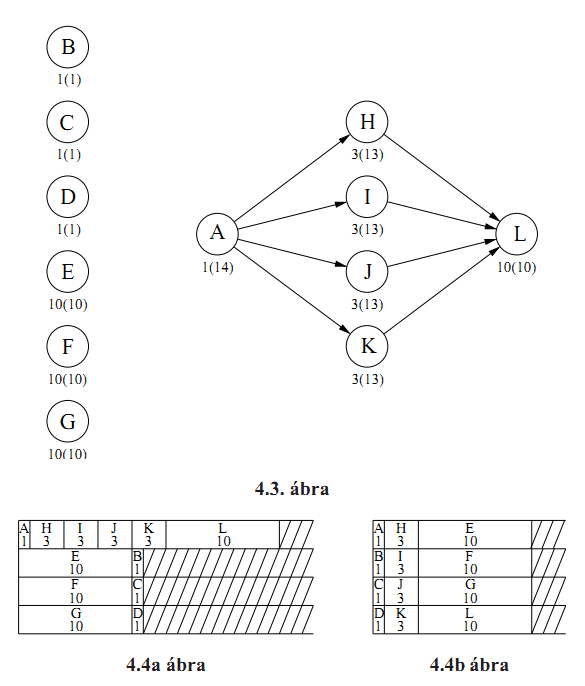 B
1(1)
C
1(1)
D
1(1)
E
10(10)
F
10(10)
G
10(10)
A
1(14)
H
3(13)
I
3(13)
J
3(13)
K
3(13)
L
10(10)
4.3. ábra
A H I J K L
1 3 3 3 3 10
E B
10 1
F C
10 1
G D
10 1
4.4a ábra
A H E
1 3 10
B I F
1 3 10
C J G
1 3 10
D K L
1 3 10
4.4b ábra